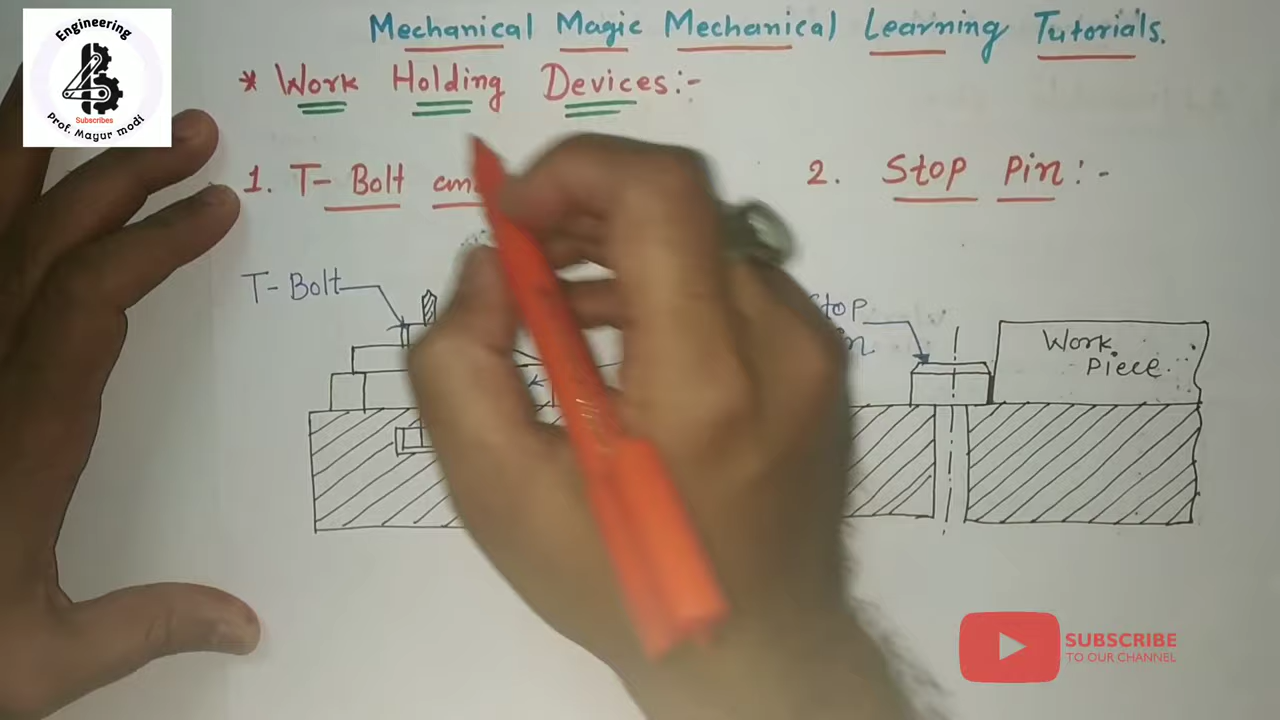 Engineering
Subscribes
Prof. Mayur modi
Mechanical Magic Mechanical Learning Tutorials.
* Work Holding Devices:-
1. T- Bolt
2. Stop Pin:-
T- Bolt
Stop
Work
Piece.
SUBSCRIBE
TO OUR CHANNEL